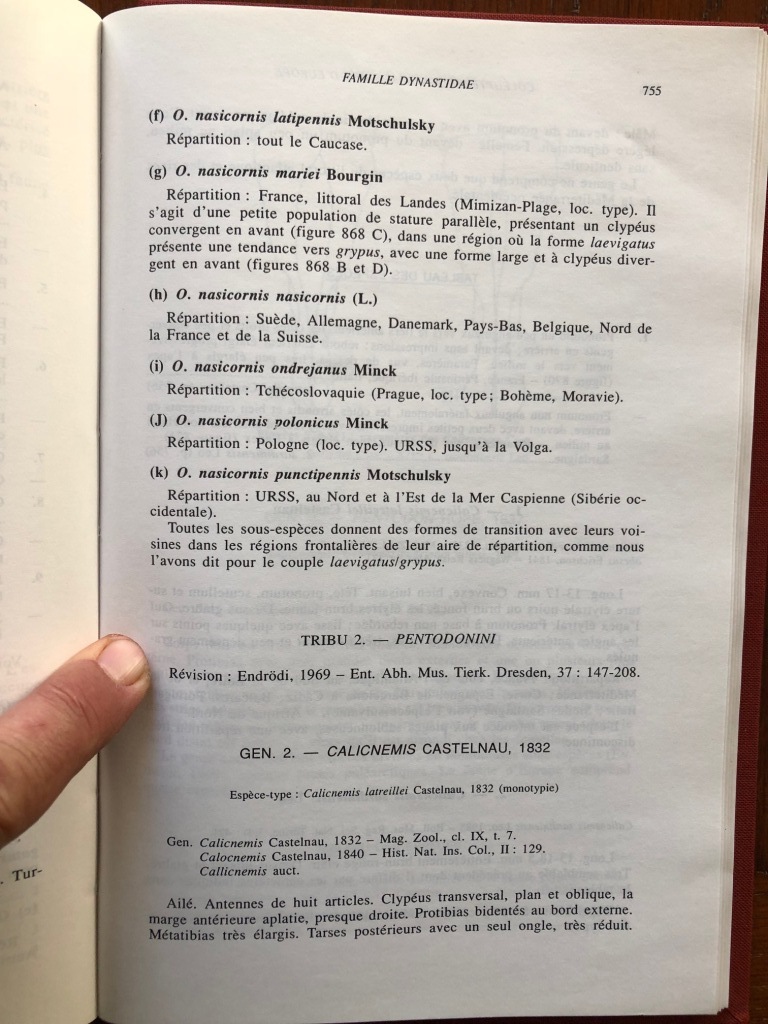 FAMILLE DYNASTIDAE
755
(f) O. nasicornis latipennis Motschulsky
Répartition : tout le Caucase.
(g) O. nasicornis mariei Bourgin
Répartition : France, littoral des Landes (Mimizan-Plage, loc. type). Il
s'agit d'une petite population de stature parallèle, présentant un clypéus
convergent en avant (figure 868 C), dans une région où la forme laevigatus
présente une tendance vers grypus, avec une forme large et à clypéus diver-
gent en avant (figures 868 B et D).
(h) O. nasicornis nasicornis (L.)
Répartition : Suède, Allemagne, Danemark, Pays-Bas, Belgique, Nord de
la France et de la Suisse.
(i) O. nasicornis ondrejanus Minck
Répartition : Tchécoslovaquie (Prague, loc. type; Bohème, Moravie).
(J) O. nasicornis polonicus Minck
Répartition : Pologne (loc. type). URSS, jusqu'à la Volga.
(k) O. nasicornis punctipennis Motschulsky
Répartition : URSS, au Nord et à l'Est de la Mer Caspienne (Sibérie oc-
cidentale).
Toutes les sous-espèces donnent des formes de transition avec leurs voi-
sines dans les régions frontalières de leur aire de répartition, comme nous
l'avons dit pour le couple laevigatus/grypus.
TRIBU 2. — PENTODONINI
Révision : Endrödi, 1969 – Ent. Abh. Mus. Tierk. Dresden, 37 : 147-208.
GEN. 2. — CALICNEMIS CASTELNAU, 1832
Espèce-type : Calicnemis latreillei Castelnau, 1832 (monotypie)
Gen. Calicnemis Castelnau, 1832 – Mag. Zool., cl. IX, t. 7.
Calocnemis Castelnau, 1840 – Hist. Nat. Ins. Col., II : 129.
Callicnemis auct.
Ailé. Antennes de huit articles. Clypéus transversal, plan et oblique, la
marge antérieure aplatie, presque droite. Protibias bidentés au bord externe.
Métatibias très élargis. Tarses postérieurs avec un seul ongle, très réduit.
. Tur-